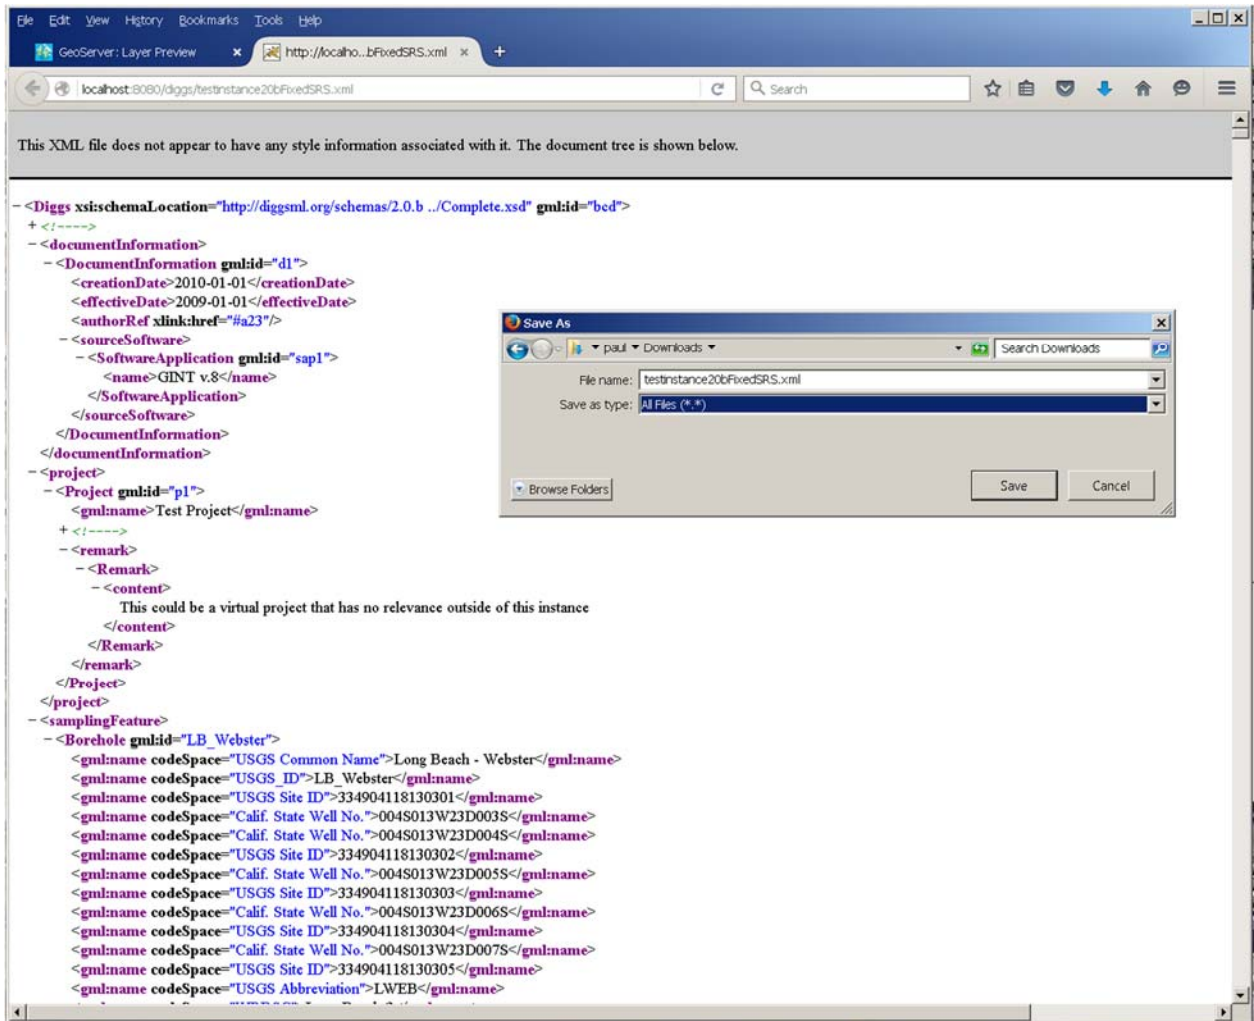 File Edit View History Bookmarks Tools Help
GeoServer: Layer Preview × http://localho...bFixedSRS.xml × +
localhost:8080/diggs/testinstance20bFixedSRS.xml Search
This XML file does not appear to have any style information associated with it. The document tree is shown below.
- <Diggs xsi:schemaLocation="http://diggsml.org/schemas/2.0.b ../Complete.xsd" gml:id="bcd">
+ <!---->
- <documentInformation>
- <DocumentInformation gml:id="d1">
<creationDate>2010-01-01</creationDate>
<effectiveDate>2009-01-01</effectiveDate>
<authorRef xlink:href="#a23"/>
- <sourceSoftware>
- <SoftwareApplication gml:id="sap1">
<name>GINT v.8</name>
</SoftwareApplication>
</sourceSoftware>
</DocumentInformation>
</documentInformation>
- <project>
- <Project gml:id="p1">
<gml:name>Test Project</gml:name>
+ <!---->
- <remark>
- <Remark>
- <content>
This could be a virtual project that has no relevance outside of this instance
</content>
</Remark>
</remark>
</Project>
</project>
- <samplingFeature>
- <Borehole gml:id="LB_Webster">
<gml:name codeSpace="USGS Common Name">Long Beach - Webster</gml:name>
<gml:name codeSpace="USGS_ID">LB_Webster</gml:name>
<gml:name codeSpace="USGS Site ID">334904118130301</gml:name>
<gml:name codeSpace="Calif. State Well No.">004S013W23D003S</gml:name>
<gml:name codeSpace="Calif. State Well No.">004S013W23D004S</gml:name>
<gml:name codeSpace="USGS Site ID">334904118130302</gml:name>
<gml:name codeSpace="Calif. State Well No.">004S013W23D005S</gml:name>
<gml:name codeSpace="USGS Site ID">334904118130303</gml:name>
<gml:name codeSpace="Calif. State Well No.">004S013W23D006S</gml:name>
<gml:name codeSpace="USGS Site ID">334904118130304</gml:name>
<gml:name codeSpace="Calif. State Well No.">004S013W23D007S</gml:name>
<gml:name codeSpace="USGS Site ID">334904118130305</gml:name>
<gml:name codeSpace="USGS Abbreviation">LWEB</gml:name>
Save As
paul Downloads Search Downloads
File name: testinstance20bFixedSRS.xml
Save as type: All Files (*.*)
Browse Folders Save Cancel